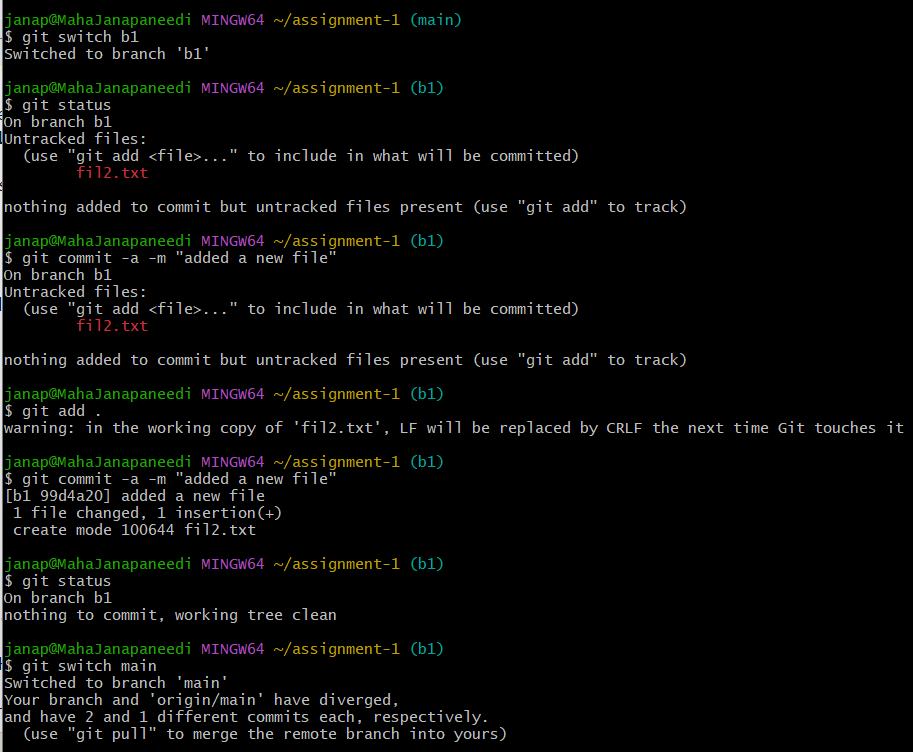 janap@MahaJanapaneedi MINGW64 ~/assignment-1 (main)
$ git switch b1
Switched to branch 'b1'
janap@MahaJanapaneedi MINGW64 ~/assignment-1 (b1)
$ git status
On branch b1
Untracked files:
  (use "git add <file>..." to include in what will be committed)
        fil2.txt
nothing added to commit but untracked files present (use "git add" to track)
janap@MahaJanapaneedi MINGW64 ~/assignment-1 (b1)
$ git commit -a -m "added a new file"
On branch b1
Untracked files:
  (use "git add <file>..." to include in what will be committed)
        fil2.txt
nothing added to commit but untracked files present (use "git add" to track)
janap@MahaJanapaneedi MINGW64 ~/assignment-1 (b1)
$ git add .
warning: in the working copy of 'fil2.txt', LF will be replaced by CRLF the next time Git touches it
janap@MahaJanapaneedi MINGW64 ~/assignment-1 (b1)
$ git commit -a -m "added a new file"
[b1 99d4a20] added a new file
 1 file changed, 1 insertion(+)
 create mode 100644 fil2.txt
janap@MahaJanapaneedi MINGW64 ~/assignment-1 (b1)
$ git status
On branch b1
nothing to commit, working tree clean
janap@MahaJanapaneedi MINGW64 ~/assignment-1 (b1)
$ git switch main
Switched to branch 'main'
Your branch and 'origin/main' have diverged,
and have 2 and 1 different commits each, respectively.
  (use "git pull" to merge the remote branch into yours)